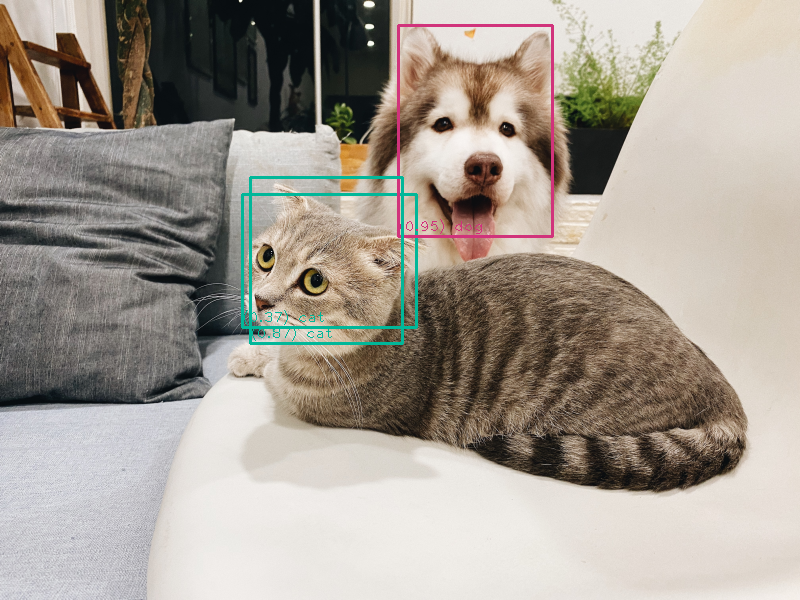 (0.95) dog
(0.37) cat
(0.87) cat